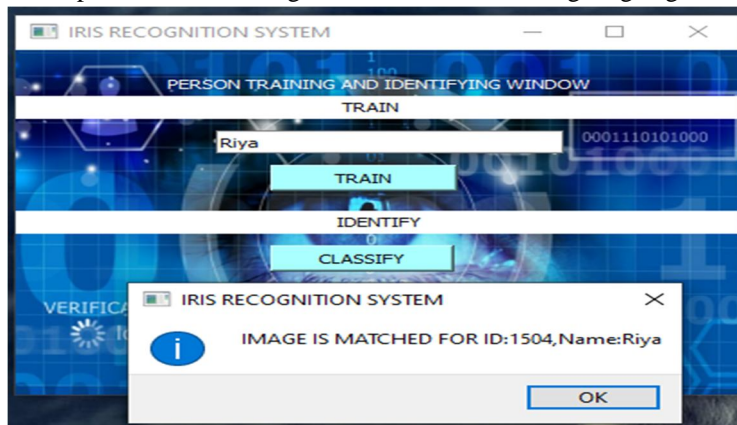 IRIS RECOGNITION SYSTEM
PERSON TRAINING AND IDENTIFYING WINDOW
TRAIN
Riya
0001110101000
TRAIN
IDENTIFY
CLASSIFY
IRIS RECOGNITION SYSTEM
IMAGE IS MATCHED FOR ID:1504,Name:Riya
OK